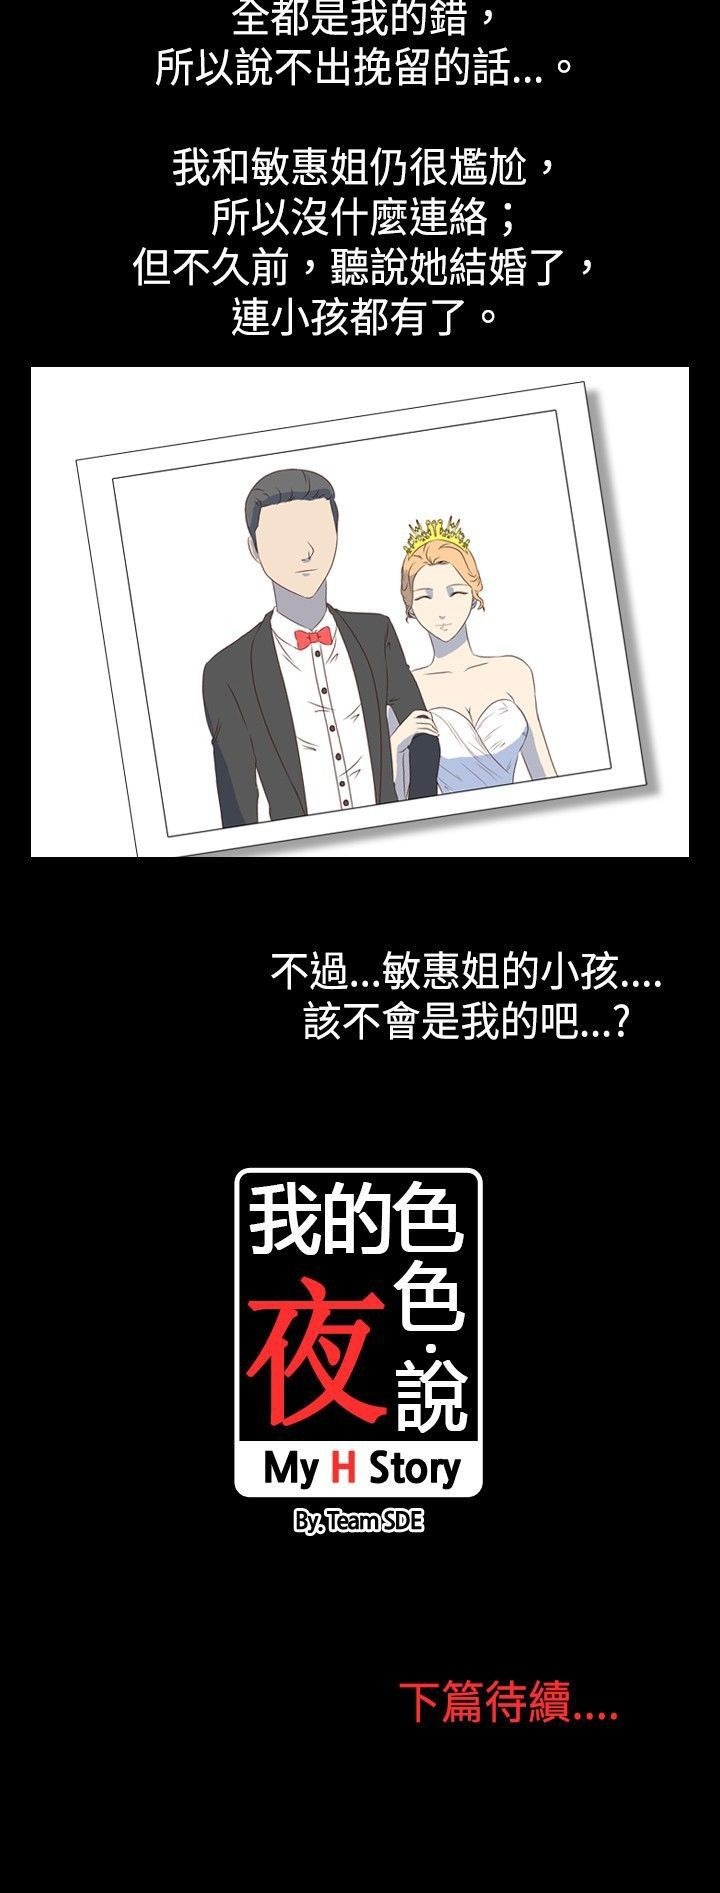 全都是我的錯，
所以說不出挽留的話...。
我和敏惠姐仍很尷尬，
所以沒什麼連絡；
但不久前，聽說她結婚了，
連小孩都有了。
不過...敏惠姐的小孩....
該不會是我的吧...?
我的色
色·說
夜
My H Story
By. Team SDE
下篇待續....